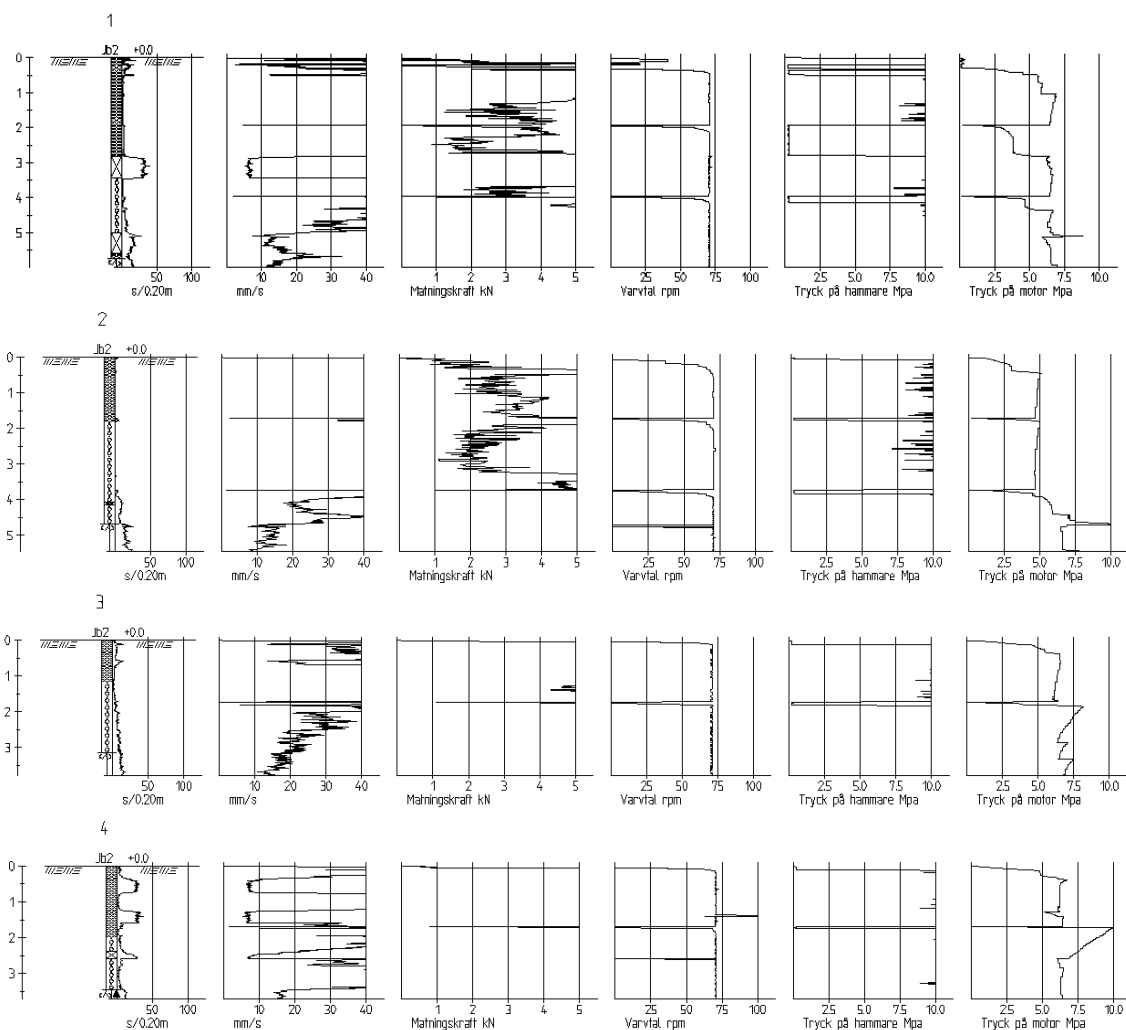 1
Jb2 +0.0
0
1
2
3
4
5
50 100
s/0.20m
10 20 30 40
mm/s
1 2 3 4 5
Matningskraft kN
25 50 75 100
Varvtal rpm
2.5 5.0 7.5 10.0
Tryck på hammare Mpa
2.5 5.0 7.5 10.0
Tryck på motor Mpa
2
Jb2 +0.0
0
1
2
3
4
5
50 100
s/0.20m
10 20 30 40
mm/s
1 2 3 4 5
Matningskraft kN
25 50 75 100
Varvtal rpm
2.5 5.0 7.5 10.0
Tryck på hammare Mpa
2.5 5.0 7.5 10.0
Tryck på motor Mpa
3
Jb2 +0.0
0
1
2
3
50 100
s/0.20m
10 20 30 40
mm/s
1 2 3 4 5
Matningskraft kN
25 50 75 100
Varvtal rpm
2.5 5.0 7.5 10.0
Tryck på hammare Mpa
2.5 5.0 7.5 10.0
Tryck på motor Mpa
4
Jb2 +0.0
0
1
2
3
50 100
s/0.20m
10 20 30 40
mm/s
1 2 3 4 5
Matningskraft kN
25 50 75 100
Varvtal rpm
2.5 5.0 7.5 10.0
Tryck på hammare Mpa
2.5 5.0 7.5 10.0
Tryck på motor Mpa